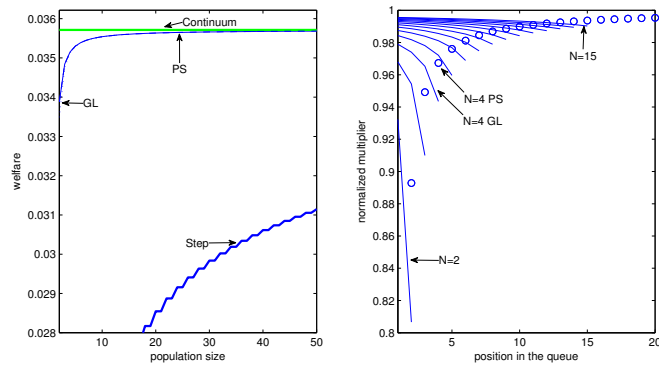 0.036
0.035
0.034
0.033
0.032
0.031
0.03
0.029
0.028
welfare
10
20
30
40
50
population size
Continuum
PS
GL
Step
1
0.98
0.96
0.94
0.92
0.9
0.88
0.86
0.84
0.82
0.8
normalized multiplier
5
10
15
20
position in the queue
N=15
N=4 PS
N=4 GL
N=2